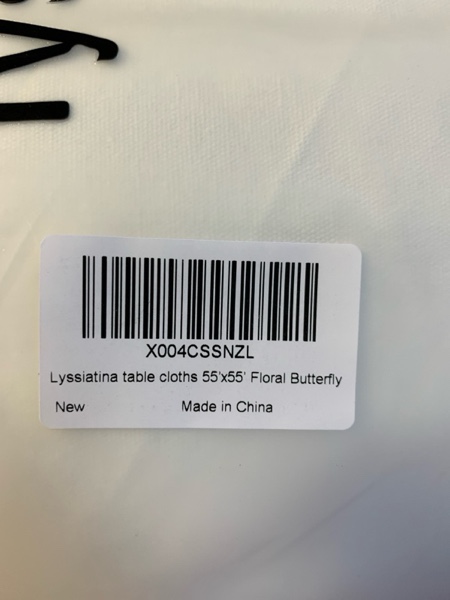 X004CSSNZL
Lyssiatina table cloths 55'x55' Floral Butterfly
New Made in China